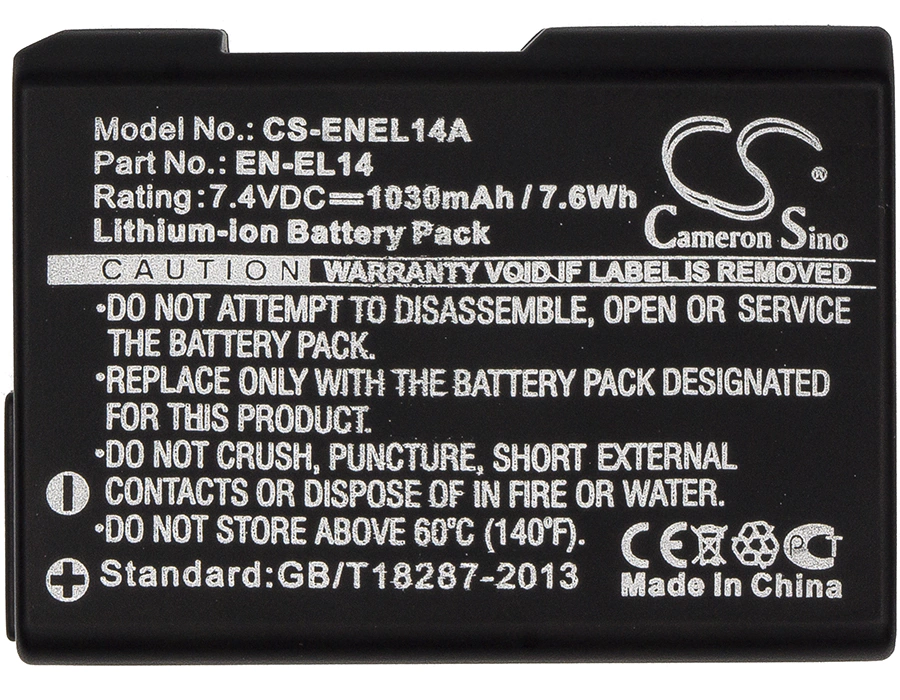 Model No.: CS-ENEL14A
Part No.: EN-EL14
Rating: 7.4VDC⎓1030mAh / 7.6Wh
Lithium-ion Battery Pack
CS®
Cameron Sino
CAUTION WARRANTY VOID IF LABEL IS REMOVED
•DO NOT ATTEMPT TO DISASSEMBLE, OPEN OR SERVICE
THE BATTERY PACK.
•REPLACE ONLY WITH THE BATTERY PACK DESIGNATED
FOR THIS PRODUCT.
•DO NOT CRUSH, PUNCTURE, SHORT EXTERNAL
CONTACTS OR DISPOSE OF IN FIRE OR WATER.
•DO NOT STORE ABOVE 60°C (140°F).
Standard:GB/T18287-2013
CE PCT
Made In China